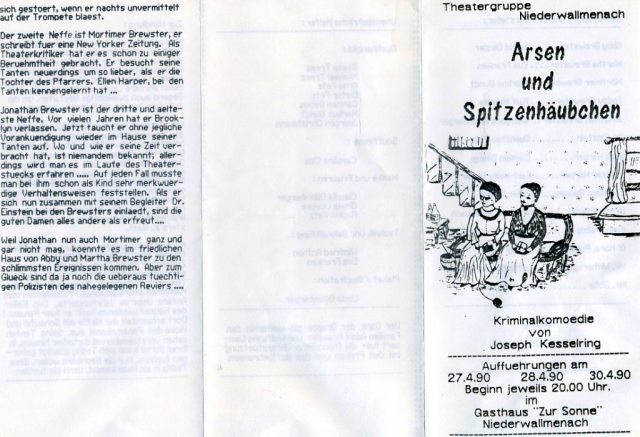 sich gestoert, wenn er nachts unvermittelt
auf der Trompete blaest.
Der zweite Neffe ist Mortimer Brewster, er
schreibt fuer eine New Yorker Zeitung. Als
Theaterkritiker hat er es schon zu einiger
Beruehmtheit gebracht. Er besucht seine
Tanten neuerdings um so lieber, als er die
Tochter des Pfarrers, Ellen Harper, bei den
Tanten kennengelernt hat ...
Jonathan Brewster ist der dritte und aelte-
ste Neffe. Vor vielen Jahren hat er Brook-
lyn verlassen. Jetzt taucht er ohne jegliche
Vorankuendigung wieder im Hause seiner
Tanten auf. Wo und wie er seine Zeit ver-
bracht hat, ist niemandem bekannt; aller-
dings wird man es im Laufe des Theater-
stuecks erfahren ..... Auf jeden Fall musste
man bei ihm schon als Kind sehr merkwuer-
dige Verhaltensweisen feststellen. Als er
sich nun zusammen mit seinem Begleiter Dr.
Einstein bei den Brewsters einlaedt, sind die
guten Damen alles andere als erfreut....
Weil Jonathan nun auch Mortimer ganz und
gar nicht mag, koennte es im friedlichen
Haus von Abby und Martha Brewster zu den
schlimmsten Ereignissen kommen. Aber zum
Glueck sind da ja noch die ueberaus tuechti-
gen Polizisten des nahegelegenen Reviers ....
Theatergruppe
Niederwallmenach
Arsen
und
Spitzenhäubchen
Kriminalkomoedie
von
Joseph Kesselring
Auffuehrungen am
27.4.90 28.4.90 30.4.90
Beginn jeweils 20.00 Uhr.
im
Gasthaus "Zur Sonne"
Niederwallmenach